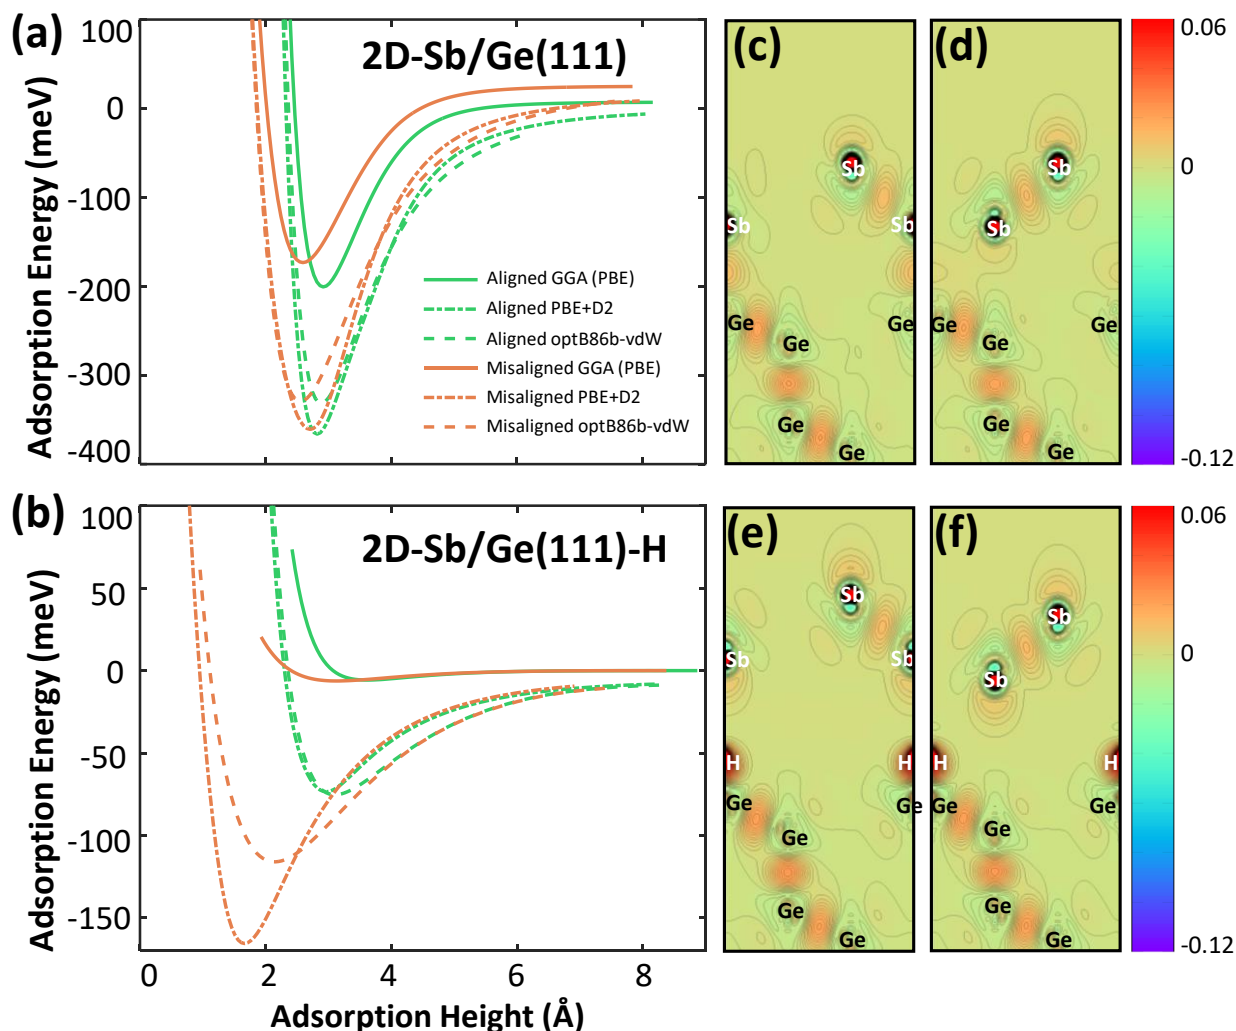 (a)
2D-Sb/Ge(111)
Adsorption Energy (meV)
100
0
-100
-200
-300
-400
Aligned GGA (PBE)
Aligned PBE+D2
Aligned optB86b-vdW
Misaligned GGA (PBE)
Misaligned PBE+D2
Misaligned optB86b-vdW
(c)
Sb
Sb
Sb
Ge
Ge
Ge
Ge
Ge
(d)
Sb
Sb
Ge
Ge
Ge
Ge
Ge
0.06
0
-0.12
(b)
2D-Sb/Ge(111)-H
Adsorption Energy (meV)
100
50
0
-50
-100
-150
0
2
4
6
8
Adsorption Height (Å)
(e)
Sb
Sb
Sb
H
H
Ge
Ge
Ge
Ge
Ge
(f)
Sb
Sb
H
H
Ge
Ge
Ge
Ge
Ge
0.06
0
-0.12